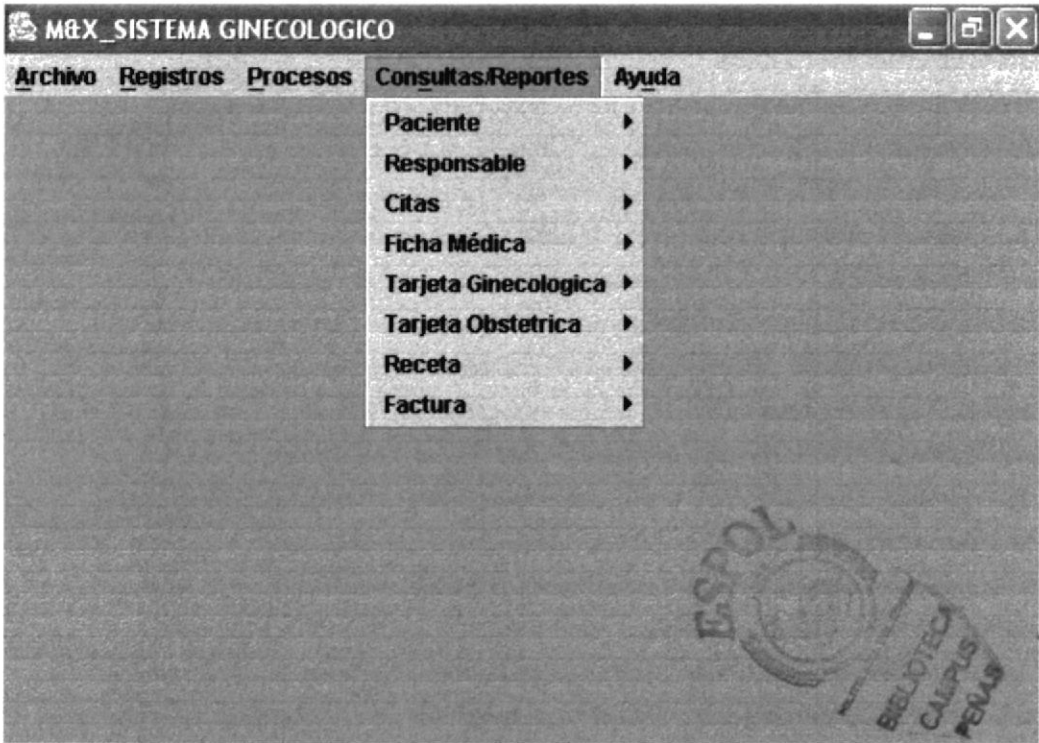 M&X_SISTEMA GINECOLOGICO
Archivo Registros Procesos Consultas/Reportes Ayuda
Paciente
Responsable
Citas
Ficha Médica
Tarjeta Ginecologica
Tarjeta Obstetrica
Receta
Factura
ESPOL
BIBLIOTECA
CAMPUS
PEÑAS